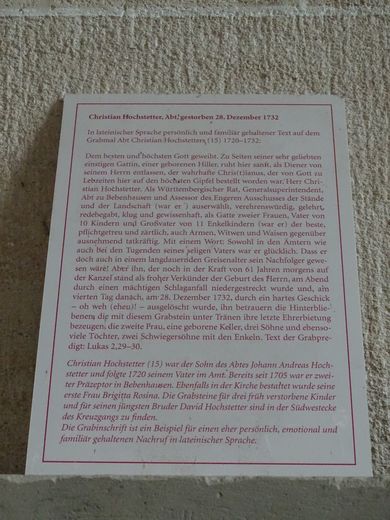 Christian Hochstetter, Abt, gestorben 28. Dezember 1732
In lateinischer Sprache persönlich und familiär gehaltener Text auf dem
Grabmal Abt Christian Hochstetters (15) 1720–1732:
Dem besten und höchsten Gott geweiht. Zu Seiten seiner sehr geliebten
einstigen Gattin, einer geborenen Hiller, ruht hier sanft, als Diener von
seinem Herrn entlassen, der wahrhafte Chris(t)ianus, der von Gott zu
Lebzeiten hier auf den höchsten Gipfel bestellt worden war, Herr Chri-
stian Hochstetter. Als Württembergischer Rat, Generalsuperintendent,
Abt zu Bebenhausen und Assessor des Engeren Ausschusses der Stände
und der Landschaft (war er ) auserwählt, verehrenswürdig, gelehrt,
redebegabt, klug und gewissenhaft, als Gatte zweier Frauen, Vater von
10 Kindern und Großvater von 11 Enkelkindern (war er) der beste,
pflichtgetreu und zärtlich, auch Armen, Witwen und Waisen gegenüber
ausnehmend tatkräftig. Mit einem Wort: Sowohl in den Ämtern wie
auch bei den Tugenden seines seligen Vaters war er glücklich. Dass er
doch auch in einem langdauernden Greisenalter sein Nachfolger gewe-
sen wäre! Aber ihn, der noch in der Kraft von 61 Jahren morgens auf
der Kanzel stand als froher Verkünder der Geburt des Herrn, am Abend
durch einen mächtigen Schlaganfall niedergestreckt wurde und, am
vierten Tag danach, am 28. Dezember 1732, durch ein hartes Geschick
– oh weh (eheu)! – ausgelöscht wurde, ihn betrauern die Hinterblie-
benen, die mit diesem Grabstein unter Tränen ihre letzte Ehrerbietung
bezeugen: die zweite Frau, eine geborene Keller, drei Söhne und ebenso-
viele Töchter, zwei Schwiegersöhne mit den Enkeln. Text der Grabpre-
digt: Lukas 2,29–30.
Christian Hochstetter (15) war der Sohn des Abtes Johann Andreas Hoch-
stetter und folgte 1720 seinem Vater im Amt. Bereits seit 1705 war er zwei-
ter Präzeptor in Bebenhausen. Ebenfalls in der Kirche bestattet wurde seine
erste Frau Brigitta Rosina. Die Grabsteine für drei früh verstorbene Kinder
und für seinen jüngsten Bruder David Hochstetter sind in der Südwestecke
des Kreuzgangs zu finden.
Die Grabinschrift ist ein Beispiel für einen eher persönlich, emotional und
familiär gehaltenen Nachruf in lateinischer Sprache.